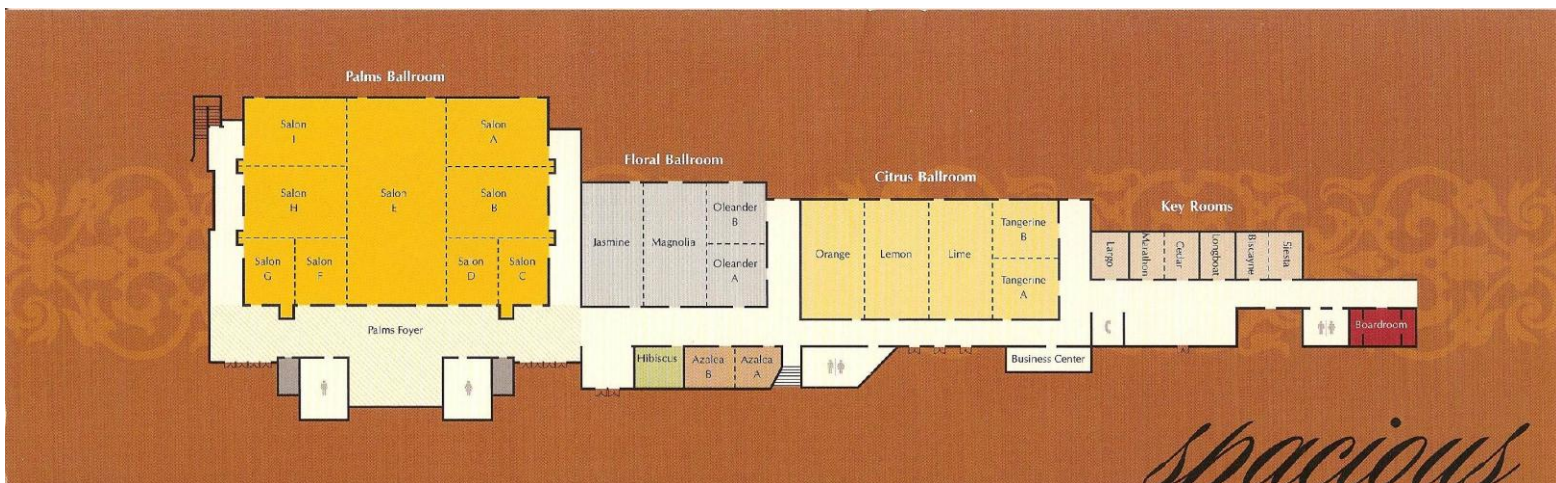 Palms Ballroom
Salon
I
Salon
A
Salon
H
Salon
E
Salon
B
Salon
G
Salon
F
Salon
D
Salon
C
Palms Foyer
Floral Ballroom
Jasmine
Magnolia
Oleander
B
Oleander
A
Hibiscus
Azalea
B
Azalea
A
Citrus Ballroom
Orange
Lemon
Lime
Tangerine
B
Tangerine
A
Business Center
Key Rooms
Largo
Marathon
Cedar
Longboat
Biscayne
Siesta
Boardroom
spacious